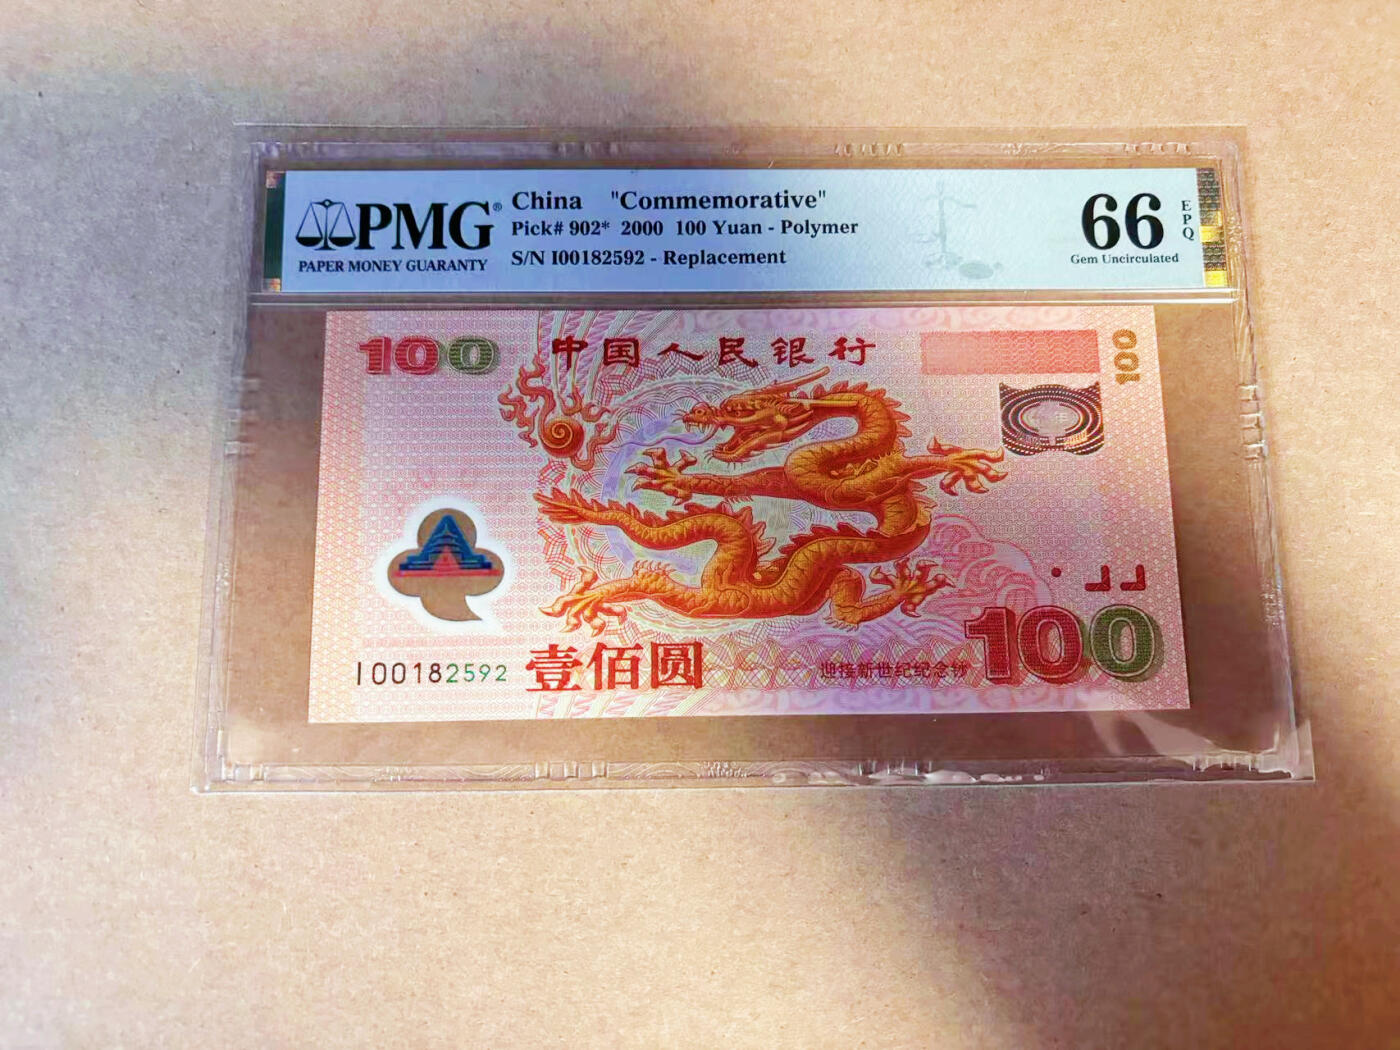 PMG®
PAPER MONEY GUARANTY
China "Commemorative"
Pick# 902* 2000 100 Yuan - Polymer
S/N I00182592 - Replacement
66
EPQ
Gem Uncirculated
100
中国人民银行
100
I00182592
壹佰圆
迎接新世纪纪念钞
100